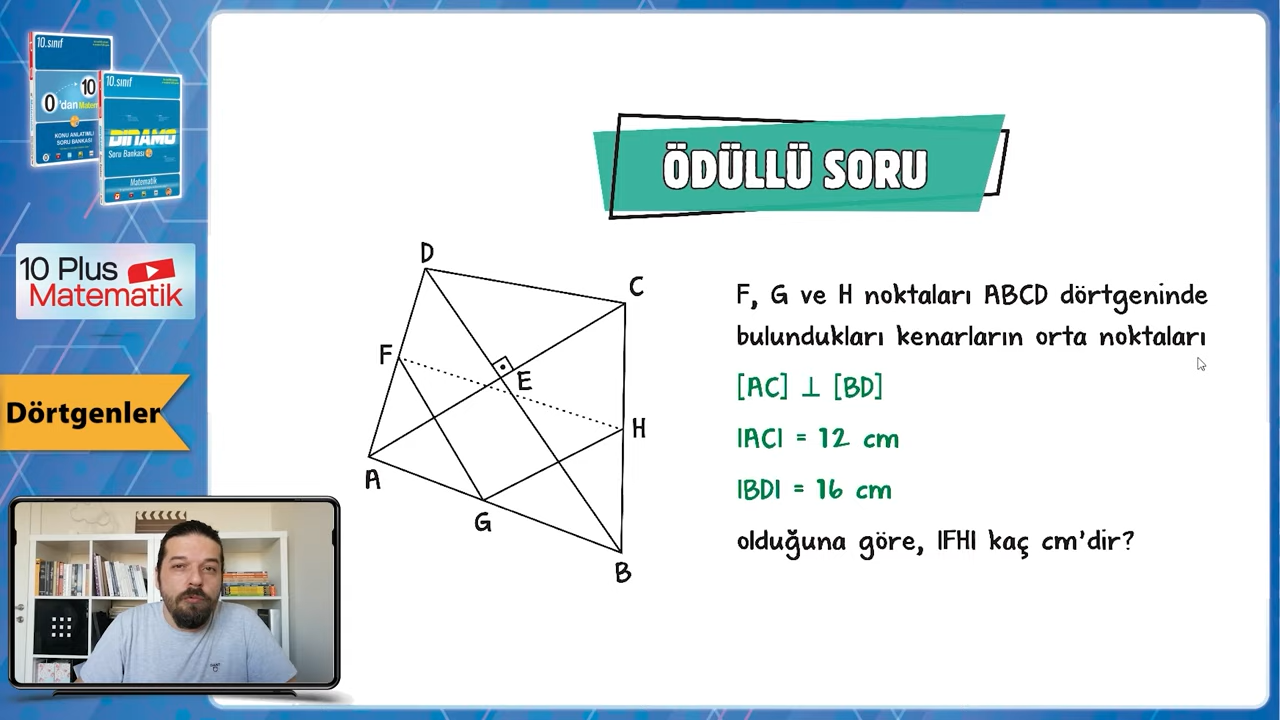 10.sınıf
0'dan 10
Matem
KONU ANLATIMLI
SORU BANKASI
10.sınıf
DİNAMO
Soru Bankası
Matematik
10 Plus
Matematik
Dörtgenler
ÖDÜLLÜ SORU
D
C
F
E
H
A
G
B
F, G ve H noktaları ABCD dörtgeninde
bulundukları kenarların orta noktaları
[AC] ⊥ [BD]
|AC| = 12 cm
|BD| = 16 cm
olduğuna göre, |FH| kaç cm'dir?